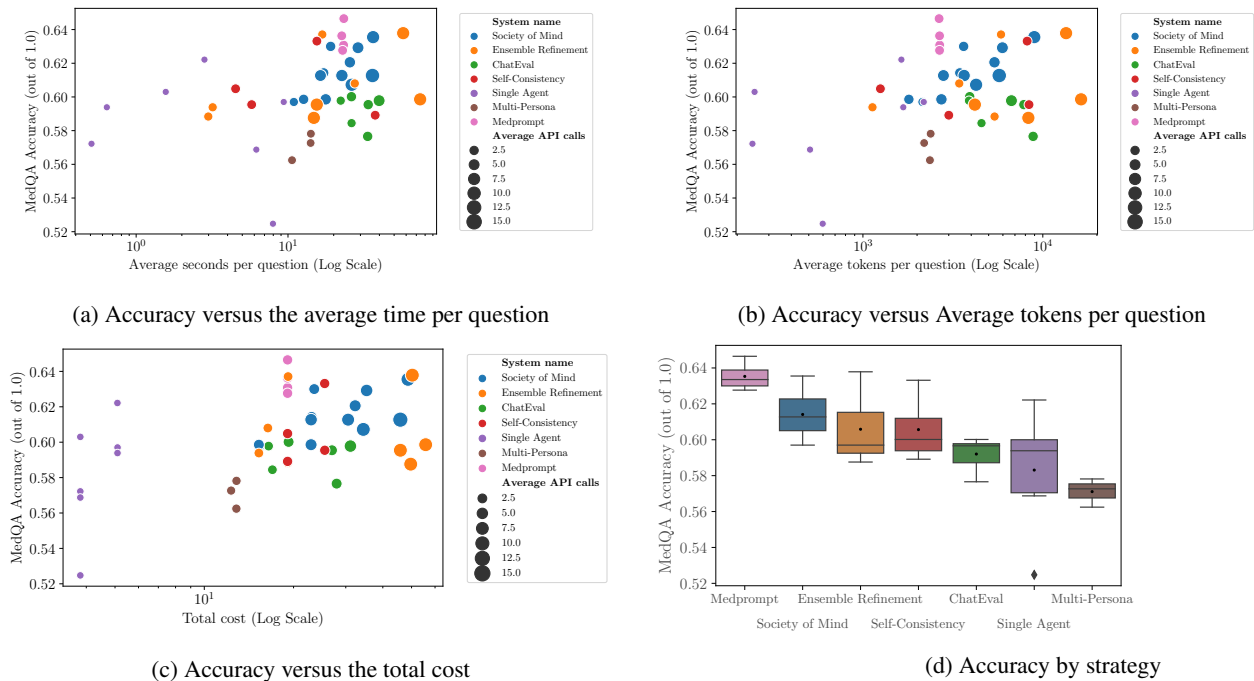 MedQA Accuracy (out of 1.0)
0.64
0.62
0.60
0.58
0.56
0.54
0.52
10^0
10^1
Average seconds per question (Log Scale)
System name
Society of Mind
Ensemble Refinement
ChatEval
Self-Consistency
Single Agent
Multi-Persona
Medprompt
Average API calls
2.5
5.0
7.5
10.0
12.5
15.0
(a) Accuracy versus the average time per question
MedQA Accuracy (out of 1.0)
0.64
0.62
0.60
0.58
0.56
0.54
0.52
10^3
10^4
Average tokens per question (Log Scale)
System name
Society of Mind
Ensemble Refinement
ChatEval
Self-Consistency
Single Agent
Multi-Persona
Medprompt
Average API calls
2.5
5.0
7.5
10.0
12.5
15.0
(b) Accuracy versus Average tokens per question
MedQA Accuracy (out of 1.0)
0.64
0.62
0.60
0.58
0.56
0.54
0.52
10^1
Total cost (Log Scale)
System name
Society of Mind
Ensemble Refinement
ChatEval
Self-Consistency
Single Agent
Multi-Persona
Medprompt
Average API calls
2.5
5.0
7.5
10.0
12.5
15.0
(c) Accuracy versus the total cost
MedQA Accuracy (out of 1.0)
0.64
0.62
0.60
0.58
0.56
0.54
0.52
Medprompt Ensemble Refinement ChatEval Multi-Persona
Society of Mind Self-Consistency Single Agent
(d) Accuracy by strategy